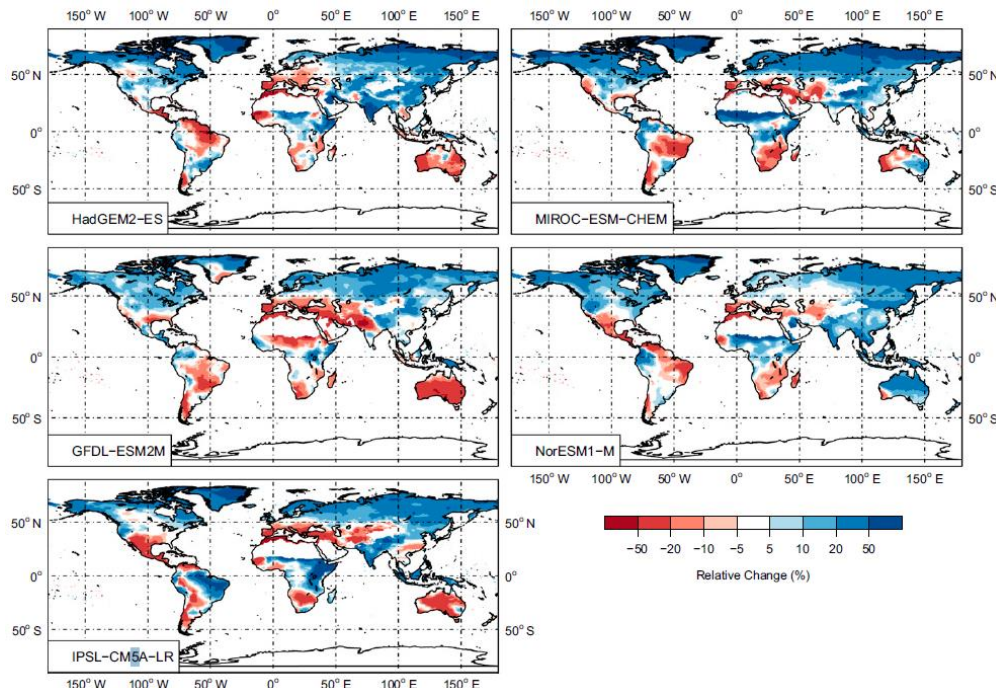 150° W 100° W 50° W 0° E 50° E 100° E 150° E 150° W 100° W 50° W 0° E 50° E 100° E 150° E
50° N 50° N
0° 0°
50° S 50° S
HadGEM2−ES MIROC−ESM−CHEM
50° N 50° N
0° 0°
50° S 50° S
GFDL−ESM2M NorESM1−M
150° W 100° W 50° W 0° E 50° E 100° E 150° E
50° N 50° N
−50 −20 −10 −5 5 10 20 50
0° 0°
Relative Change (%)
50° S 50° S
IPSL−CM5A−LR
150° W 100° W 50° W 0° E 50° E 100° E 150° E